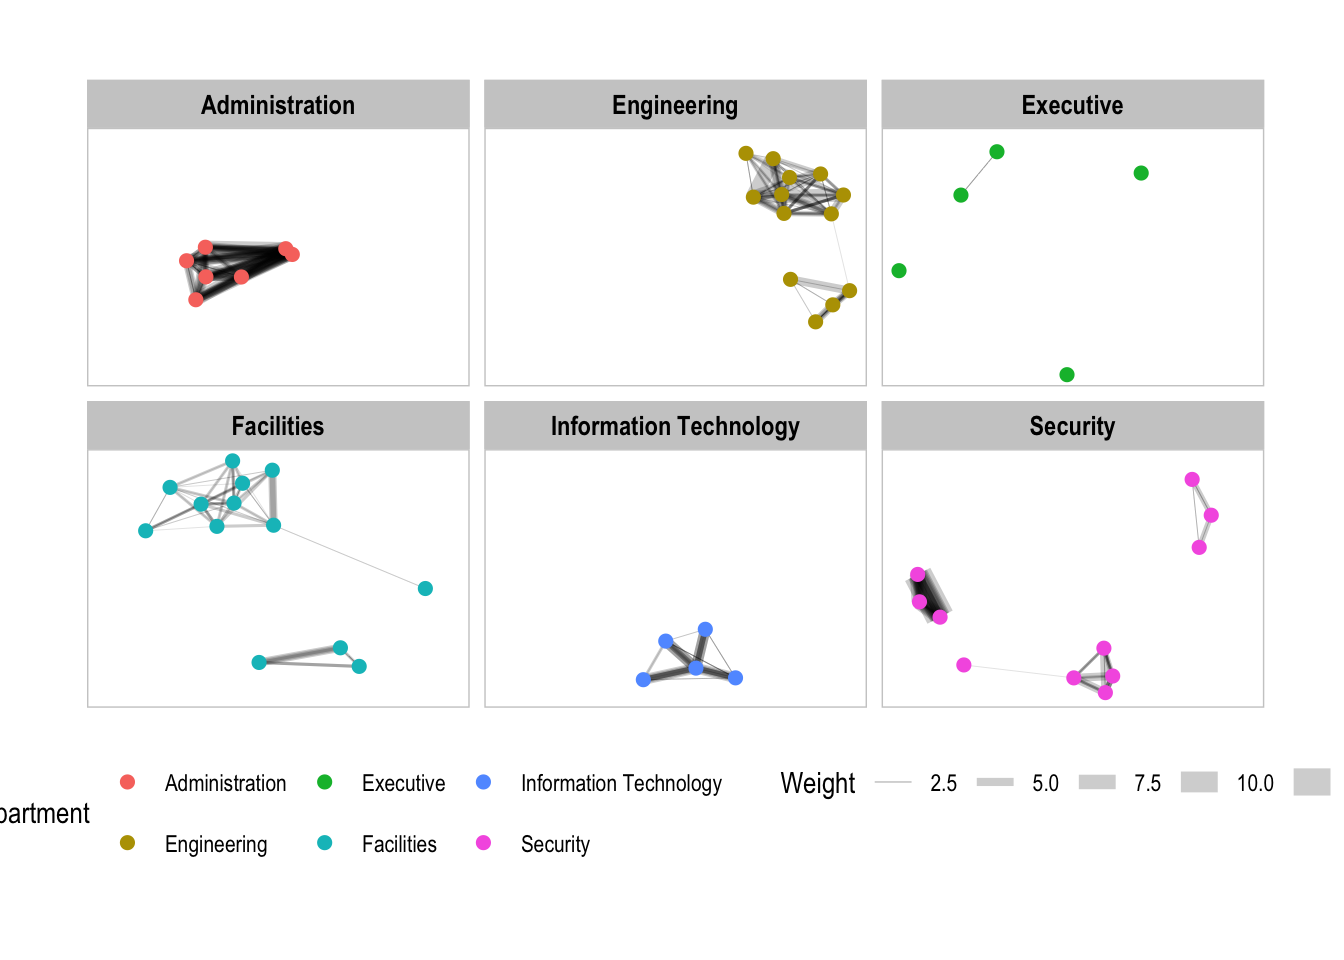 Administration
Engineering
Executive
Facilities
Information Technology
Security
partment
Administration
Executive
Information Technology
Engineering
Facilities
Security
Weight
2.5
5.0
7.5
10.0